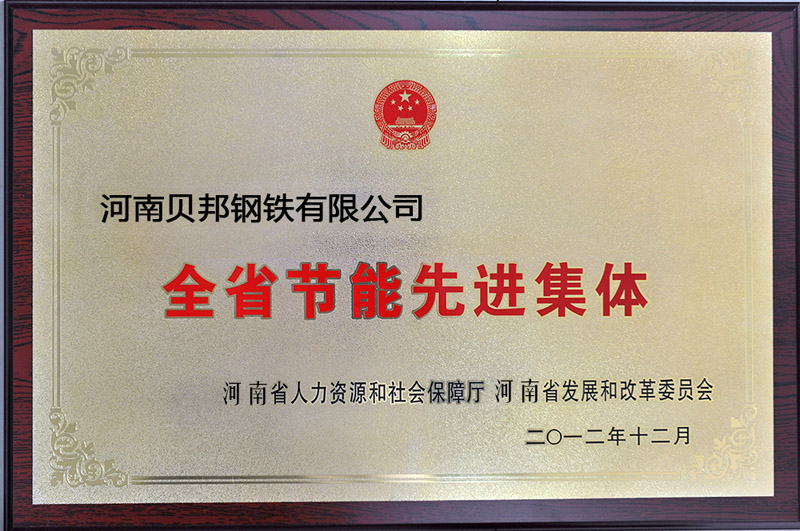 河南贝邦钢铁有限公司
全省节能先进集体
河南省人力资源和社会保障厅 河南省发展和改革委员会
二〇一二年十二月